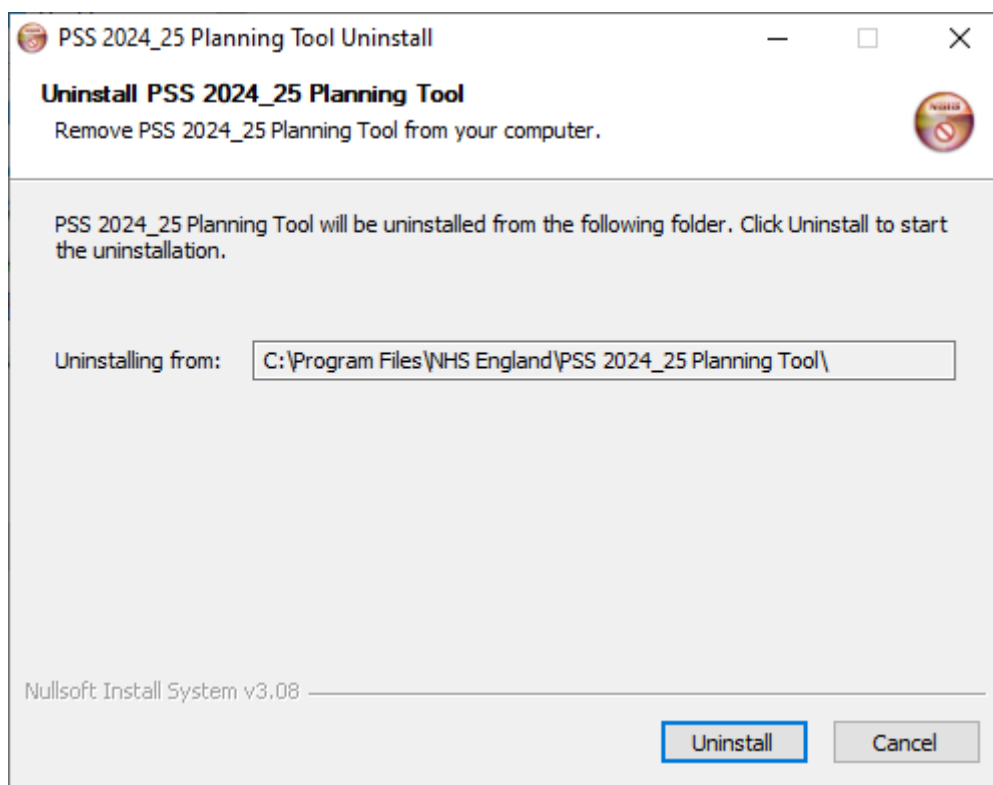 PSS 2024_25 Planning Tool Uninstall
Uninstall PSS 2024_25 Planning Tool
Remove PSS 2024_25 Planning Tool from your computer.
PSS 2024_25 Planning Tool will be uninstalled from the following folder. Click Uninstall to start
the uninstallation.
Uninstalling from: C:\Program Files\NHS England\PSS 2024_25 Planning Tool\
Nullsoft Install System v3.08
Uninstall Cancel